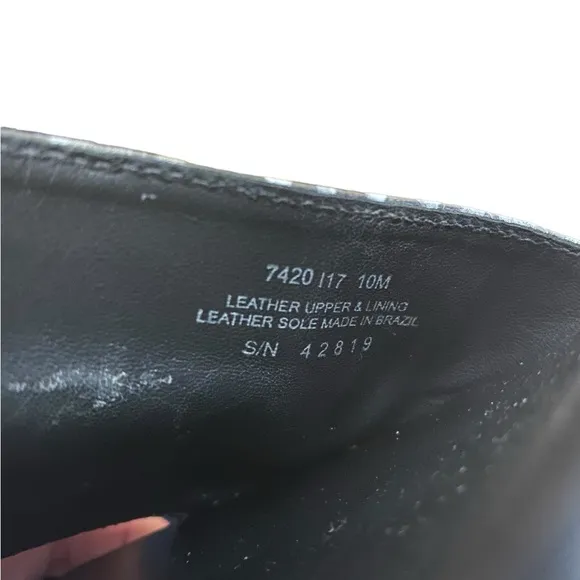 7420 I17 10M
LEATHER UPPER & LINING
LEATHER SOLE MADE IN BRAZIL
S/N 42819